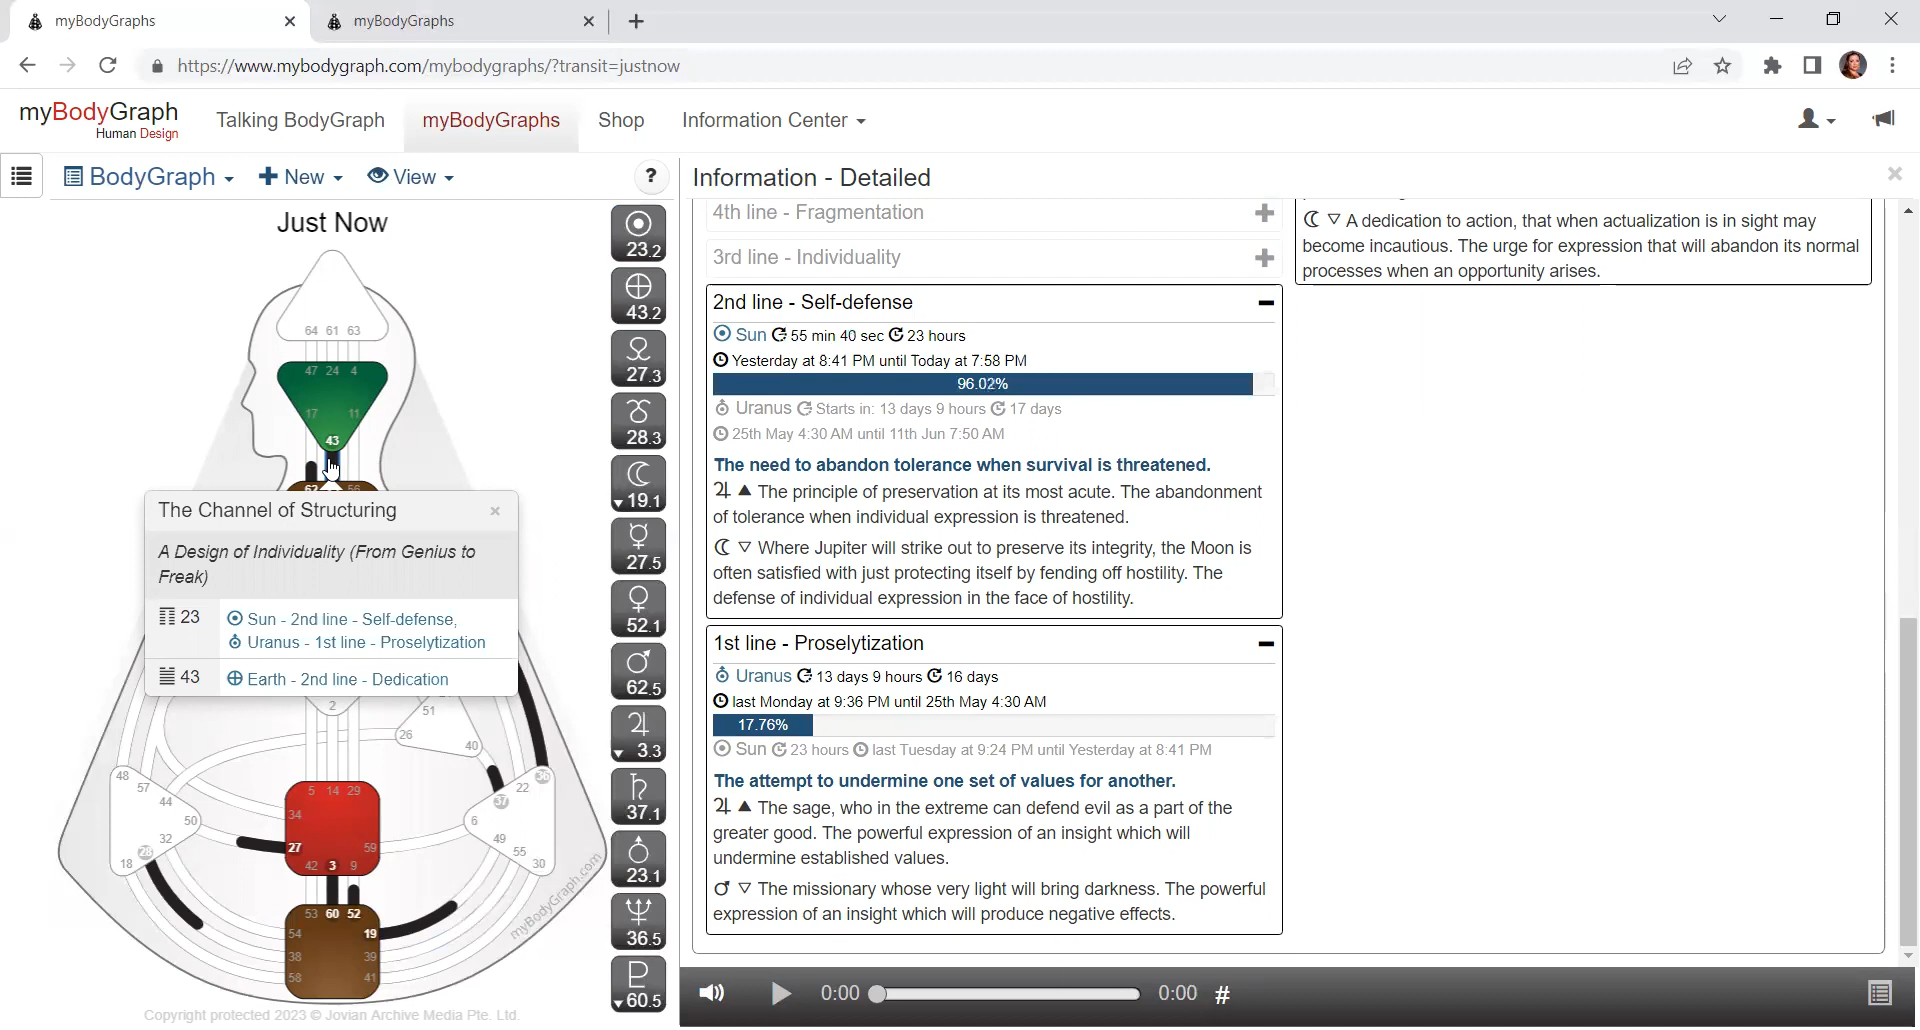 myBodyGraphs
myBodyGraphs
https://www.mybodygraph.com/mybodygraphs/?transit=justnow
myBodyGraph
Human Design
Talking BodyGraph
myBodyGraphs
Shop
Information Center
BodyGraph
New
View
?
Just Now
64 61 63
47 24 4
17 11
43
62 56
The Channel of Structuring
A Design of Individuality (From Genius to
Freak)
23
Sun - 2nd line - Self-defense,
Uranus - 1st line - Proselytization
43
Earth - 2nd line - Dedication
2
51
26
40
48
57
44
50
32
28
18
5 14 29
34
27
59
42 3 9
36
22
37
6
49
55
30
53 60 52
54
19
38
39
58
41
myBodyGraph.com
Copyright protected 2023 © Jovian Archive Media Pte. Ltd.
23.2
43.2
27.3
28.3
19.1
27.5
52.1
62.5
3.3
37.1
23.1
36.5
60.5
Information - Detailed
4th line - Fragmentation
3rd line - Individuality
2nd line - Self-defense
Sun 55 min 40 sec 23 hours
Yesterday at 8:41 PM until Today at 7:58 PM
96.02%
Uranus Starts in: 13 days 9 hours 17 days
25th May 4:30 AM until 11th Jun 7:50 AM
The need to abandon tolerance when survival is threatened.
♃ ▲ The principle of preservation at its most acute. The abandonment
of tolerance when individual expression is threatened.
☾ ▽ Where Jupiter will strike out to preserve its integrity, the Moon is
often satisfied with just protecting itself by fending off hostility. The
defense of individual expression in the face of hostility.
1st line - Proselytization
Uranus 13 days 9 hours 16 days
last Monday at 9:36 PM until 25th May 4:30 AM
17.76%
Sun 23 hours last Tuesday at 9:24 PM until Yesterday at 8:41 PM
The attempt to undermine one set of values for another.
♃ ▲ The sage, who in the extreme can defend evil as a part of the
greater good. The powerful expression of an insight which will
undermine established values.
♂ ▽ The missionary whose very light will bring darkness. The powerful
expression of an insight which will produce negative effects.
☾ ▽ A dedication to action, that when actualization is in sight may
become incautious. The urge for expression that will abandon its normal
processes when an opportunity arises.
0:00
0:00
#